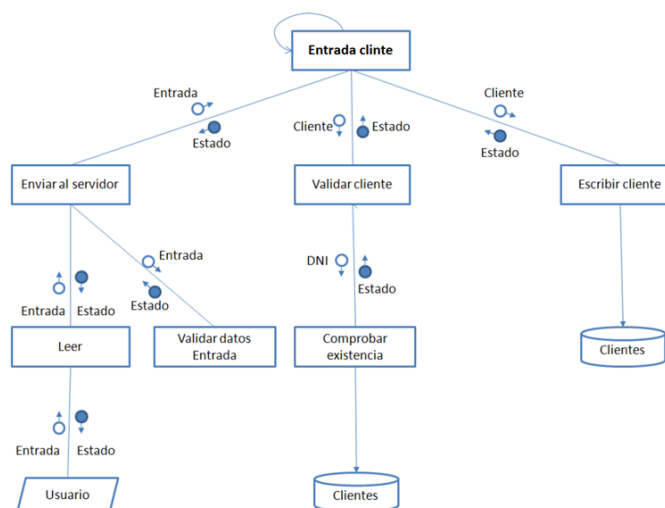 Entrada clinte
Entrada
Estado
Cliente
Estado
Cliente
Estado
Enviar al servidor
Validar cliente
Escribir cliente
Entrada
Estado
DNI
Estado
Entrada
Estado
Leer
Validar datos
Entrada
Comprobar
existencia
Clientes
Entrada
Estado
Usuario
Clientes